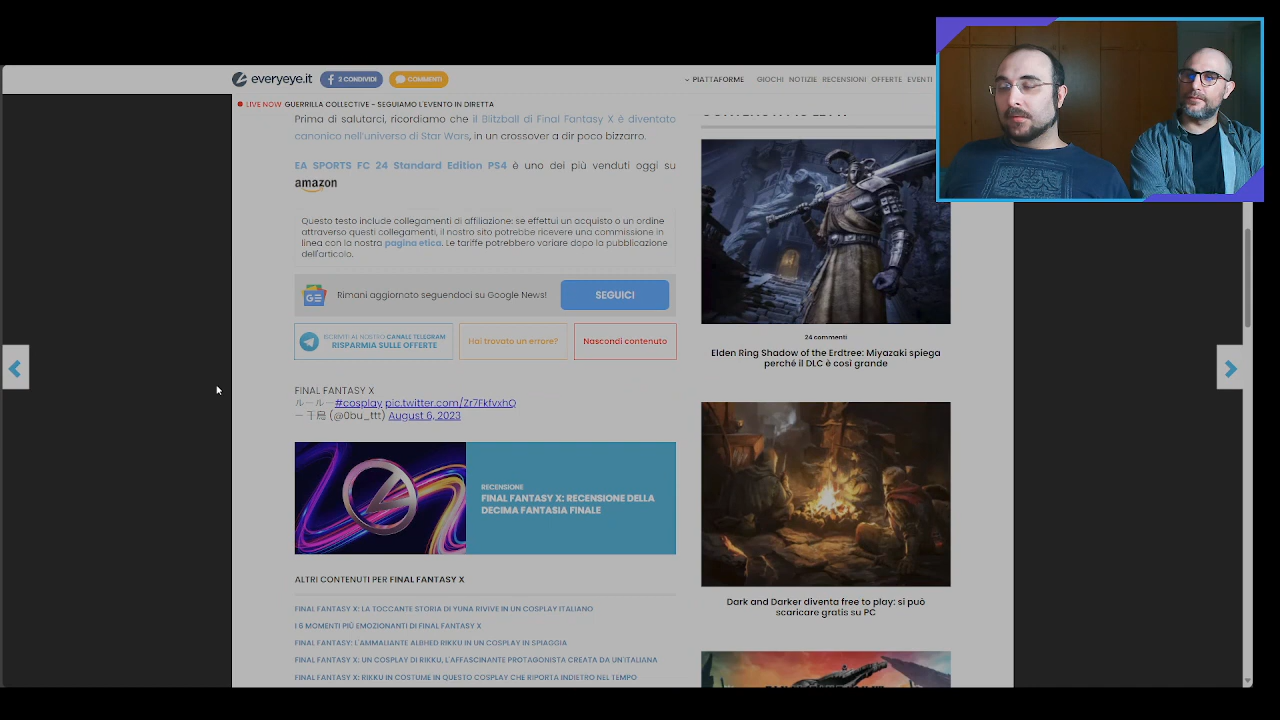 everyeye.it
2 CONDIVIDI
COMMENTI
PIATTAFORME
GIOCHI
NOTIZIE
RECENSIONI
OFFERTE
EVENTI
LIVE NOW GUERRILLA COLLECTIVE - SEGUIAMO L'EVENTO IN DIRETTA
Prima di salutarci, ricordiamo che il Blitzball di Final Fantasy X è diventato
canonico nell'universo di Star Wars, in un crossover a dir poco bizzarro.
EA SPORTS FC 24 Standard Edition PS4 è uno dei più venduti oggi su
amazon
Questo testo include collegamenti di affiliazione: se effettui un acquisto o un ordine
attraverso questi collegamenti, il nostro sito potrebbe ricevere una commissione in
linea con la nostra pagina etica. Le tariffe potrebbero variare dopo la pubblicazione
dell'articolo.
GE
Rimani aggiornato seguendoci su Google News!
SEGUICI
ISCRIVITI AL NOSTRO CANALE TELEGRAM
RISPARMIA SULLE OFFERTE
Hai trovato un errore?
Nascondi contenuto
FINAL FANTASY X
ルールー#cosplay pic.twitter.com/Zr7FkfvxhQ
— 千鳥 (@0bu_ttt) August 6, 2023
RECENSIONE
FINAL FANTASY X: RECENSIONE DELLA
DECIMA FANTASIA FINALE
ALTRI CONTENUTI PER FINAL FANTASY X
FINAL FANTASY X: LA TOCCANTE STORIA DI YUNA RIVIVE IN UN COSPLAY ITALIANO
I 6 MOMENTI PIÙ EMOZIONANTI DI FINAL FANTASY X
FINAL FANTASY: L'AMMALIANTE ALBHED RIKKU IN UN COSPLAY IN SPIAGGIA
FINAL FANTASY X: UN COSPLAY DI RIKKU, L'AFFASCINANTE PROTAGONISTA CREATA DA UN'ITALIANA
FINAL FANTASY X: RIKKU IN COSTUME IN QUESTO COSPLAY CHE RIPORTA INDIETRO NEL TEMPO
24 commenti
Elden Ring Shadow of the Erdtree: Miyazaki spiega
perché il DLC è così grande
Dark and Darker diventa free to play: si può
scaricare gratis su PC